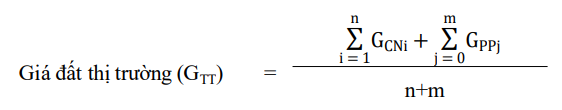 n m
∑ G_CNi + ∑ G_PPj
i = 1 j = 0
Giá đất thị trường (G_TT) =
n+m